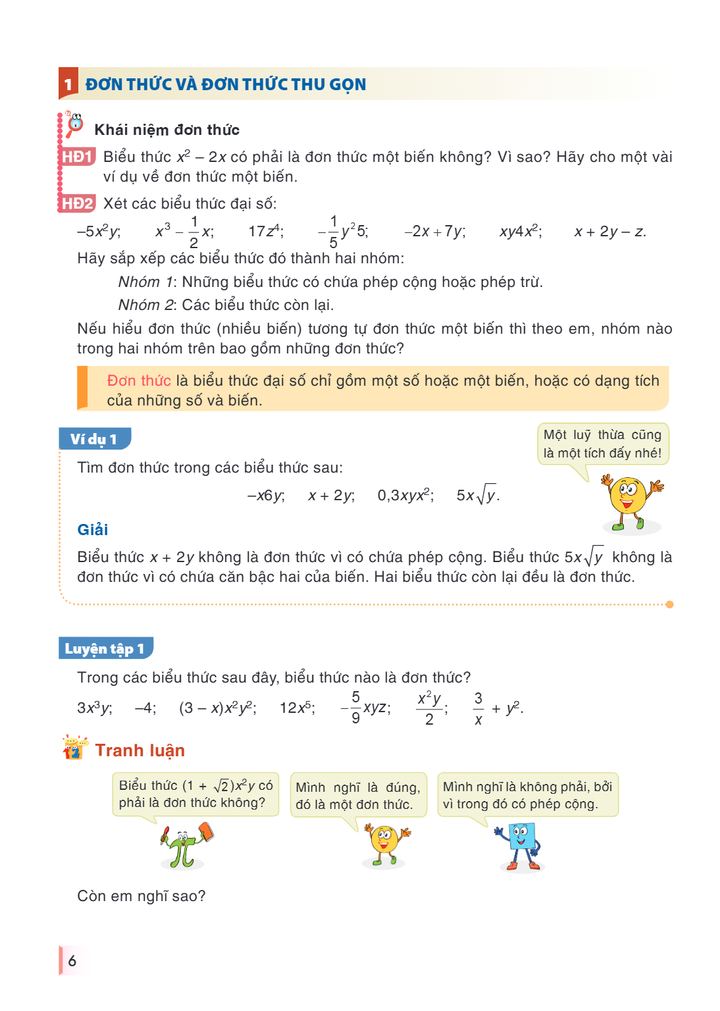 1 ĐƠN THỨC VÀ ĐƠN THỨC THU GỌN
Khái niệm đơn thức
HĐ1 Biểu thức x² – 2x có phải là đơn thức một biến không? Vì sao? Hãy cho một vài
ví dụ về đơn thức một biến.
HĐ2 Xét các biểu thức đại số:
–5x²y; x³ – 1/2 x; 17z⁴; –1/5 y²5; –2x + 7y; xy4x²; x + 2y – z.
Hãy sắp xếp các biểu thức đó thành hai nhóm:
Nhóm 1: Những biểu thức có chứa phép cộng hoặc phép trừ.
Nhóm 2: Các biểu thức còn lại.
Nếu hiểu đơn thức (nhiều biến) tương tự đơn thức một biến thì theo em, nhóm nào
trong hai nhóm trên bao gồm những đơn thức?
Đơn thức là biểu thức đại số chỉ gồm một số hoặc một biến, hoặc có dạng tích
của những số và biến.
Ví dụ 1
Một luỹ thừa cũng
là một tích đấy nhé!
Tìm đơn thức trong các biểu thức sau:
–x6y; x + 2y; 0,3xyx²; 5x√y.
Giải
Biểu thức x + 2y không là đơn thức vì có chứa phép cộng. Biểu thức 5x√y không là
đơn thức vì có chứa căn bậc hai của biến. Hai biểu thức còn lại đều là đơn thức.
Luyện tập 1
Trong các biểu thức sau đây, biểu thức nào là đơn thức?
3x³y; –4; (3 – x)x²y²; 12x⁵; –5/9 xyz; x²y/2; 3/x + y².
Tranh luận
Biểu thức (1 + √2)x²y có
phải là đơn thức không?
Mình nghĩ là đúng,
đó là một đơn thức.
Mình nghĩ là không phải, bởi
vì trong đó có phép cộng.
Còn em nghĩ sao?
6